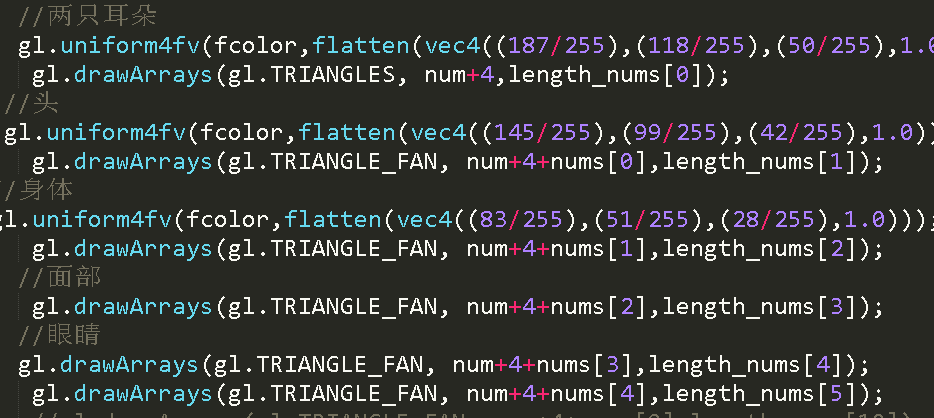 //两只耳朵
gl.uniform4fv(fcolor,flatten(vec4((187/255),(118/255),(50/255),1.0
gl.drawArrays(gl.TRIANGLES, num+4,length_nums[0]);
//头
gl.uniform4fv(fcolor,flatten(vec4((145/255),(99/255),(42/255),1.0))
gl.drawArrays(gl.TRIANGLE_FAN, num+4+nums[0],length_nums[1]);
//身体
gl.uniform4fv(fcolor,flatten(vec4((83/255),(51/255),(28/255),1.0)));
gl.drawArrays(gl.TRIANGLE_FAN, num+4+nums[1],length_nums[2]);
//面部
gl.drawArrays(gl.TRIANGLE_FAN, num+4+nums[2],length_nums[3]);
//眼睛
gl.drawArrays(gl.TRIANGLE_FAN, num+4+nums[3],length_nums[4]);
gl.drawArrays(gl.TRIANGLE_FAN, num+4+nums[4],length_nums[5]);